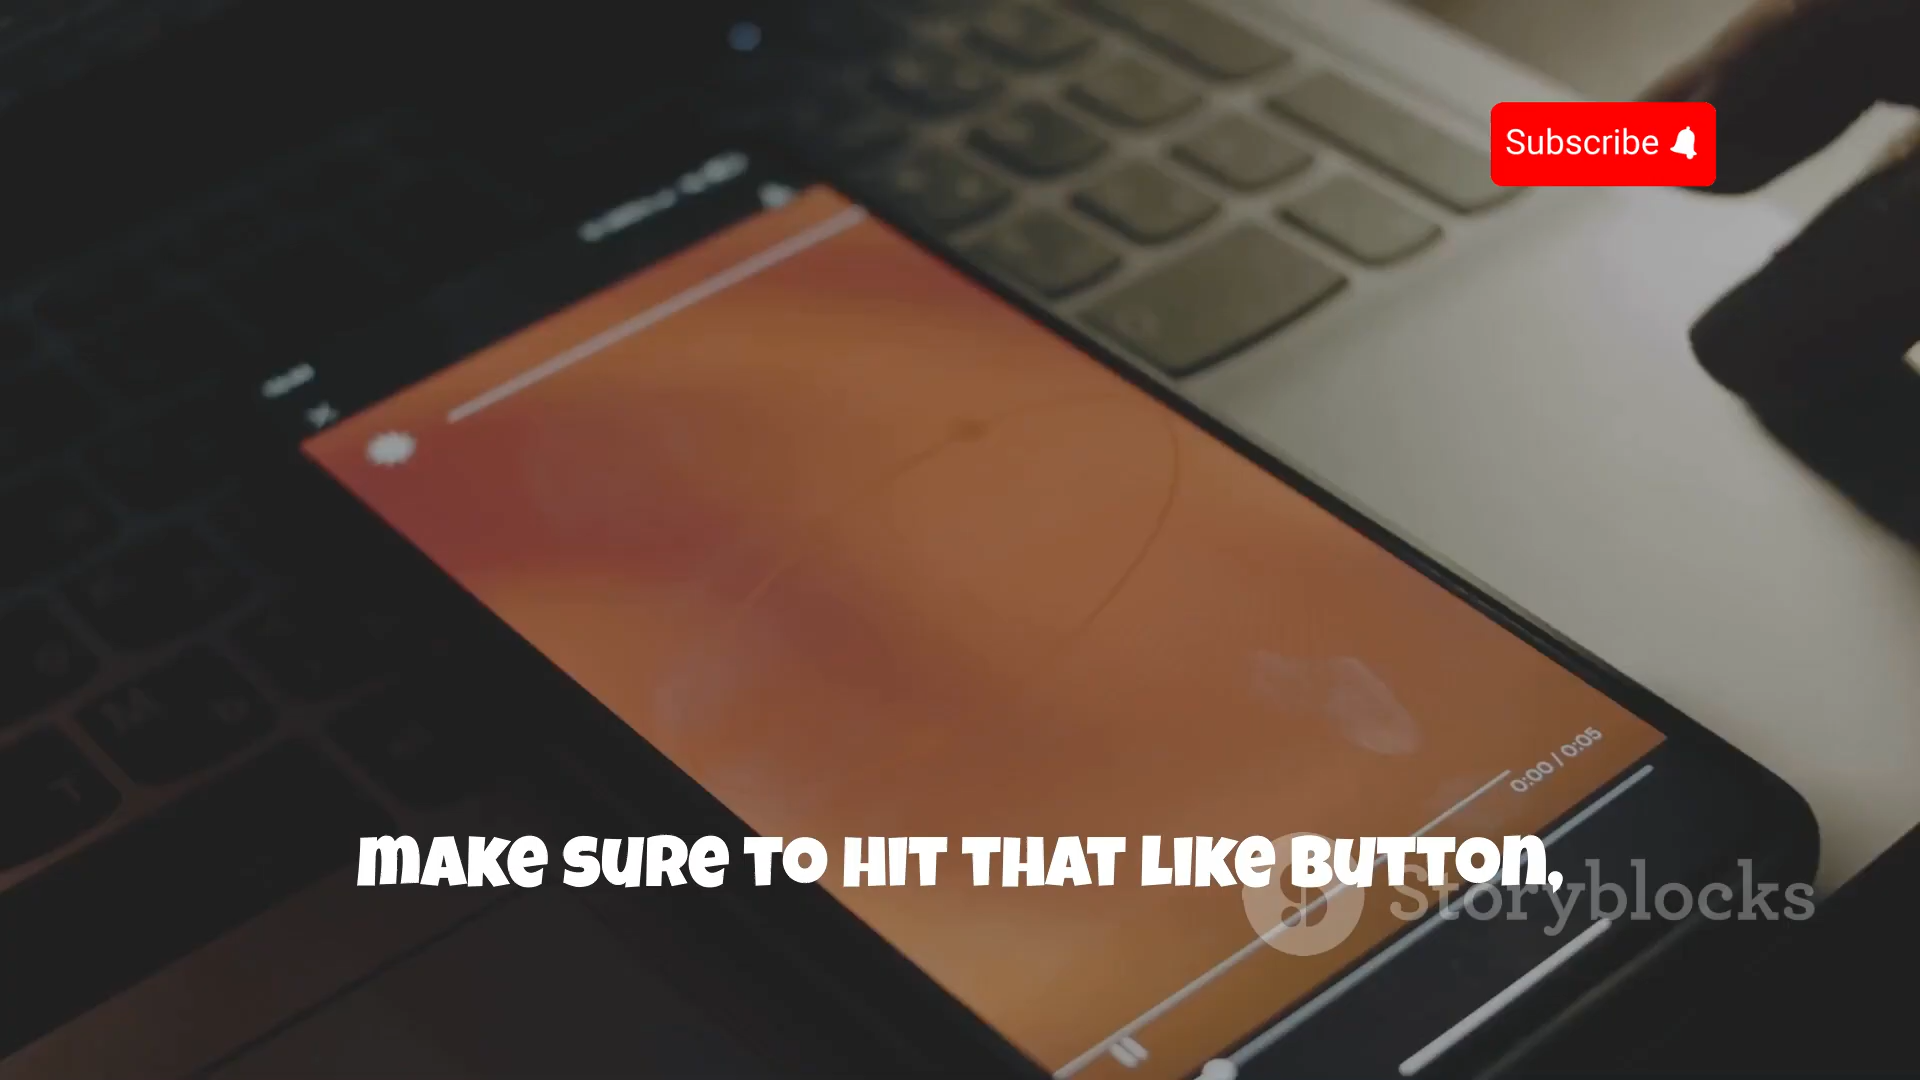 Subscribe
0:00 / 0:05
make sure to hit that like button,
Storyblocks